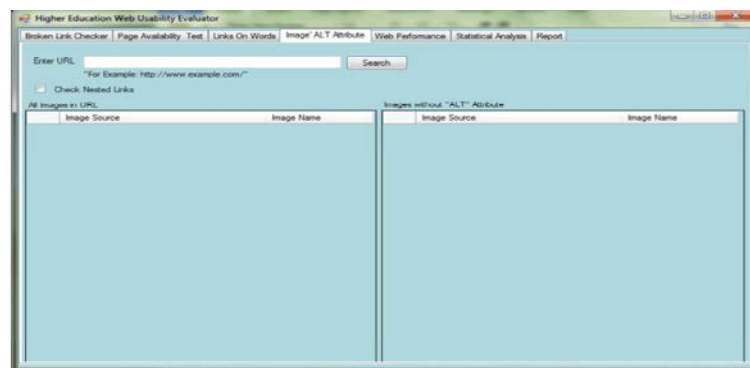 Higher Education Web Usability Evaluator
Broken Link Checker Page Availability Test Links On Words Image' ALT Attribute Web Performance Statistical Analysis Report
Enter URL Search
"For Example: http://www.example.com/"
Check Nested Links
All Images in URL Images without "ALT" Attribute
Image Source Image Name Image Source Image Name